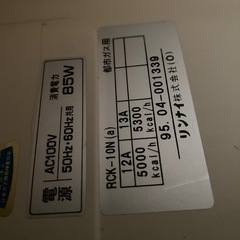 都市ガス用
RCK-10N(a)
12A 13A
5000 5300
kcal/h kcal/h
95.04-001339
リンナイ株式会社(O)
電源
AC100V
50Hz・60Hz共用
消費電力
85W